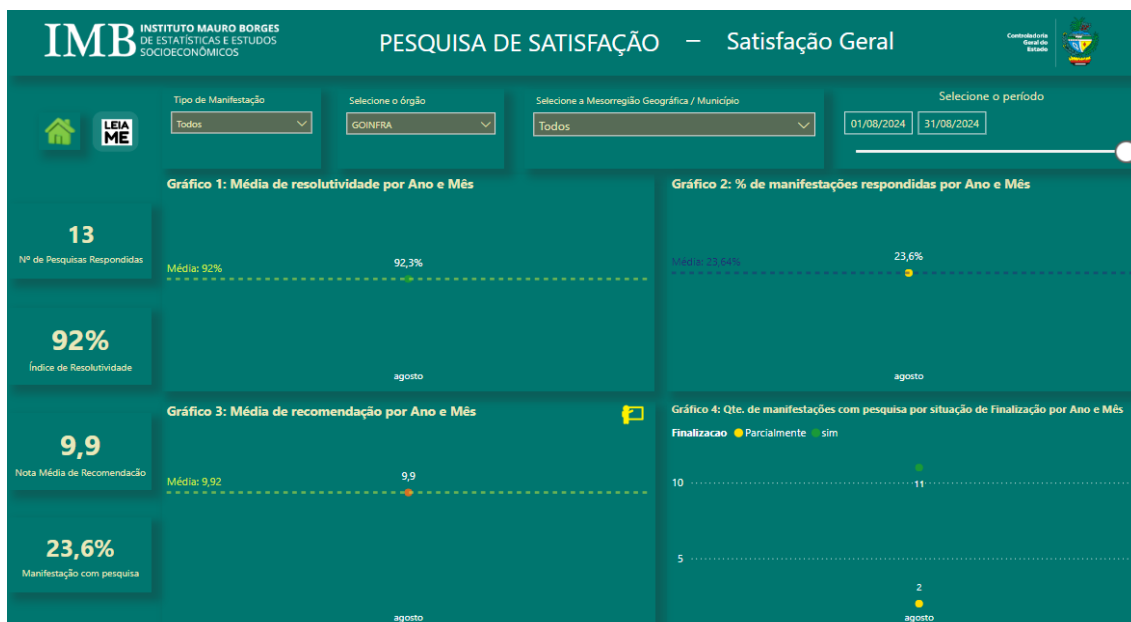 IMB
INSTITUTO MAURO BORGES
DE ESTATÍSTICAS E ESTUDOS
SOCIOECONÔMICOS
PESQUISA DE SATISFAÇÃO – Satisfação Geral
Controladoria
Geral do
Estado
LEIA
ME
Tipo de Manifestação
Todos
Selecione o órgão
GOINFRA
Selecione a Mesorregião Geográfica / Município
Todos
Selecione o período
01/08/2024 31/08/2024
13
Nº de Pesquisas Respondidas
92%
Índice de Resolutividade
9,9
Nota Média de Recomendacão
23,6%
Manifestação com pesquisa
Gráfico 1: Média de resolutividade por Ano e Mês
Média: 92%
92,3%
agosto
Gráfico 2: % de manifestações respondidas por Ano e Mês
Média: 23,64%
23,6%
agosto
Gráfico 3: Média de recomendação por Ano e Mês
Média: 9,92
9,9
agosto
Gráfico 4: Qte. de manifestações com pesquisa por situação de Finalização por Ano e Mês
Finalizacao Parcialmente sim
10
11
5
2
agosto